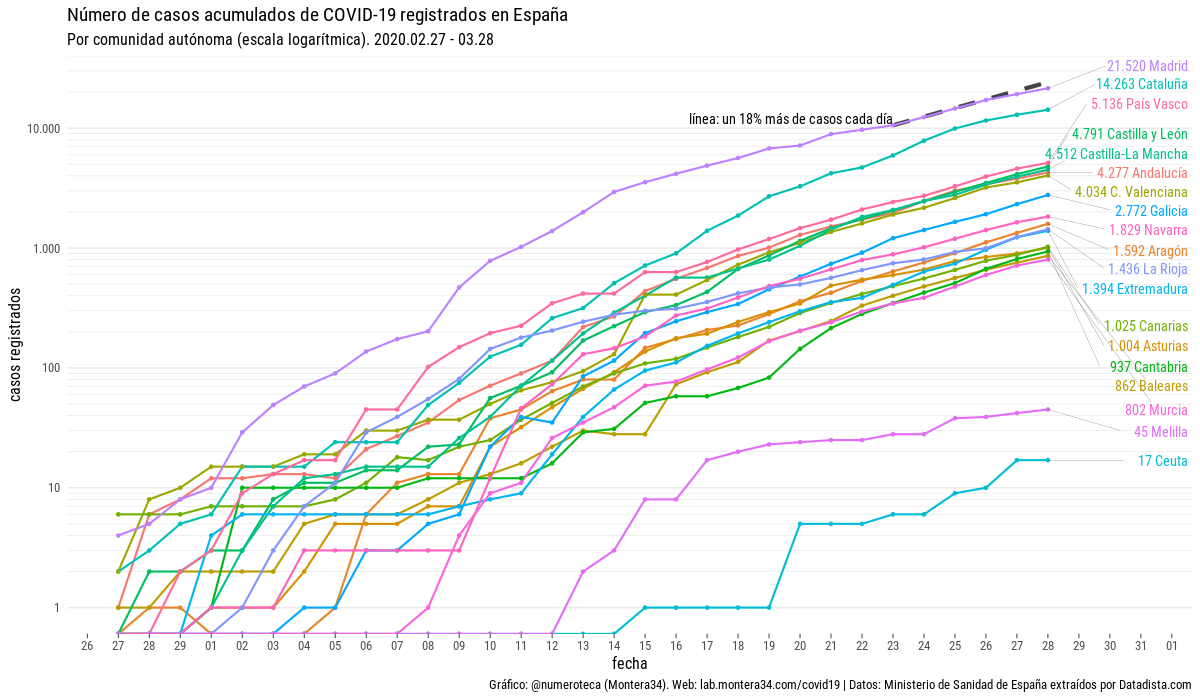 Número de casos acumulados de COVID-19 registrados en España
Por comunidad autónoma (escala logarítmica). 2020.02.27 - 03.28
21.520 Madrid
14.263 Cataluña
5.136 País Vasco
línea: un 18% más de casos cada día
10.000
4.791 Castilla y León
4.512 Castilla-La Mancha
4.277 Andalucía
4.034 C. Valenciana
2.772 Galicia
1.829 Navarra
1.000
1.592 Aragón
1.436 La Rioja
1.394 Extremadura
1.025 Canarias
1.004 Asturias
100
937 Cantabria
862 Baleares
802 Murcia
45 Melilla
17 Ceuta
10
1
casos registrados
26 27 28 29 01 02 03 04 05 06 07 08 09 10 11 12 13 14 15 16 17 18 19 20 21 22 23 24 25 26 27 28 29 30 31 01
fecha
Gráfico: @numeroteca (Montera34). Web: lab.montera34.com/covid19 | Datos: Ministerio de Sanidad de España extraídos por Datadista.com